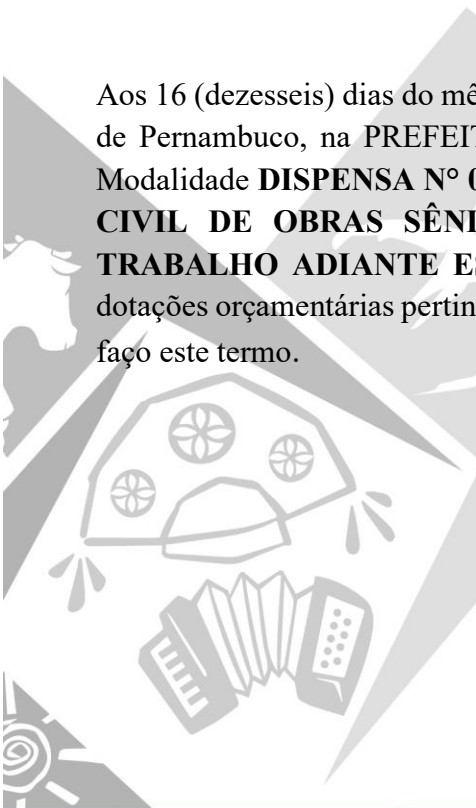 Aos 16 (dezesseis) dias do mê
de Pernambuco, na PREFEIT
Modalidade DISPENSA N° 0
CIVIL DE OBRAS SÊNI
TRABALHO ADIANTE ES
dotações orçamentárias pertin
faço este termo.